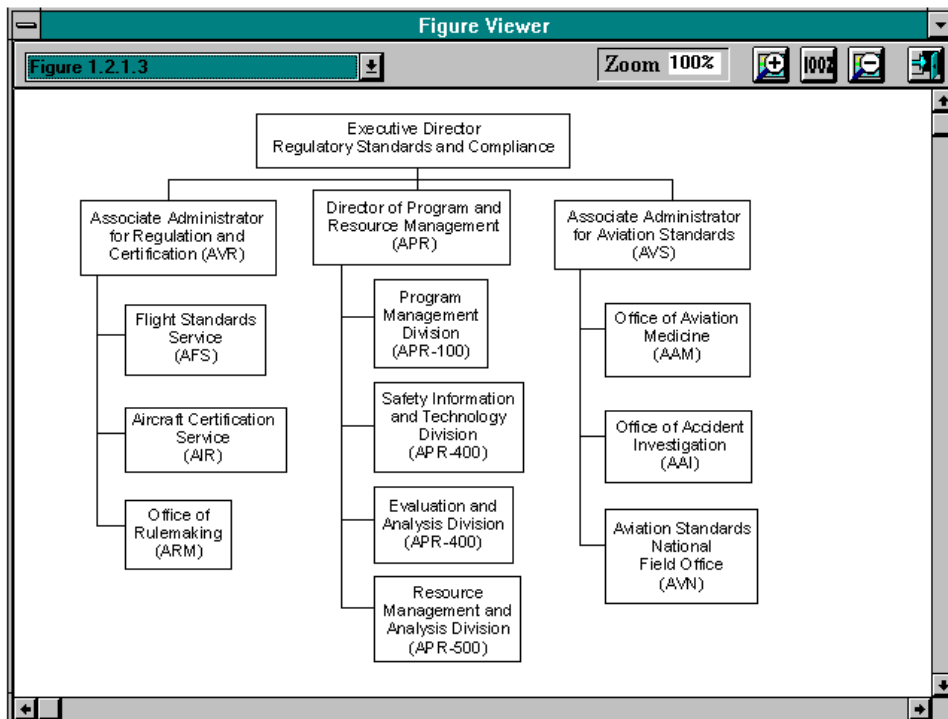 Figure Viewer
Figure 1.2.1.3
Zoom 100%
100%
Executive Director
Regulatory Standards and Compliance
Associate Administrator
for Regulation and
Certification (AVR)
Flight Standards
Service
(AFS)
Aircraft Certification
Service
(AIR)
Office of
Rulemaking
(ARM)
Director of Program and
Resource Management
(APR)
Program
Management
Division
(APR-100)
Safety Information
and Technology
Division
(APR-400)
Evaluation and
Analysis Division
(APR-400)
Resource
Management and
Analysis Division
(APR-500)
Associate Administrator
for Aviation Standards
(AVS)
Office of Aviation
Medicine
(AAM)
Office of Accident
Investigation
(AAI)
Aviation Standards
National
Field Office
(AVN)